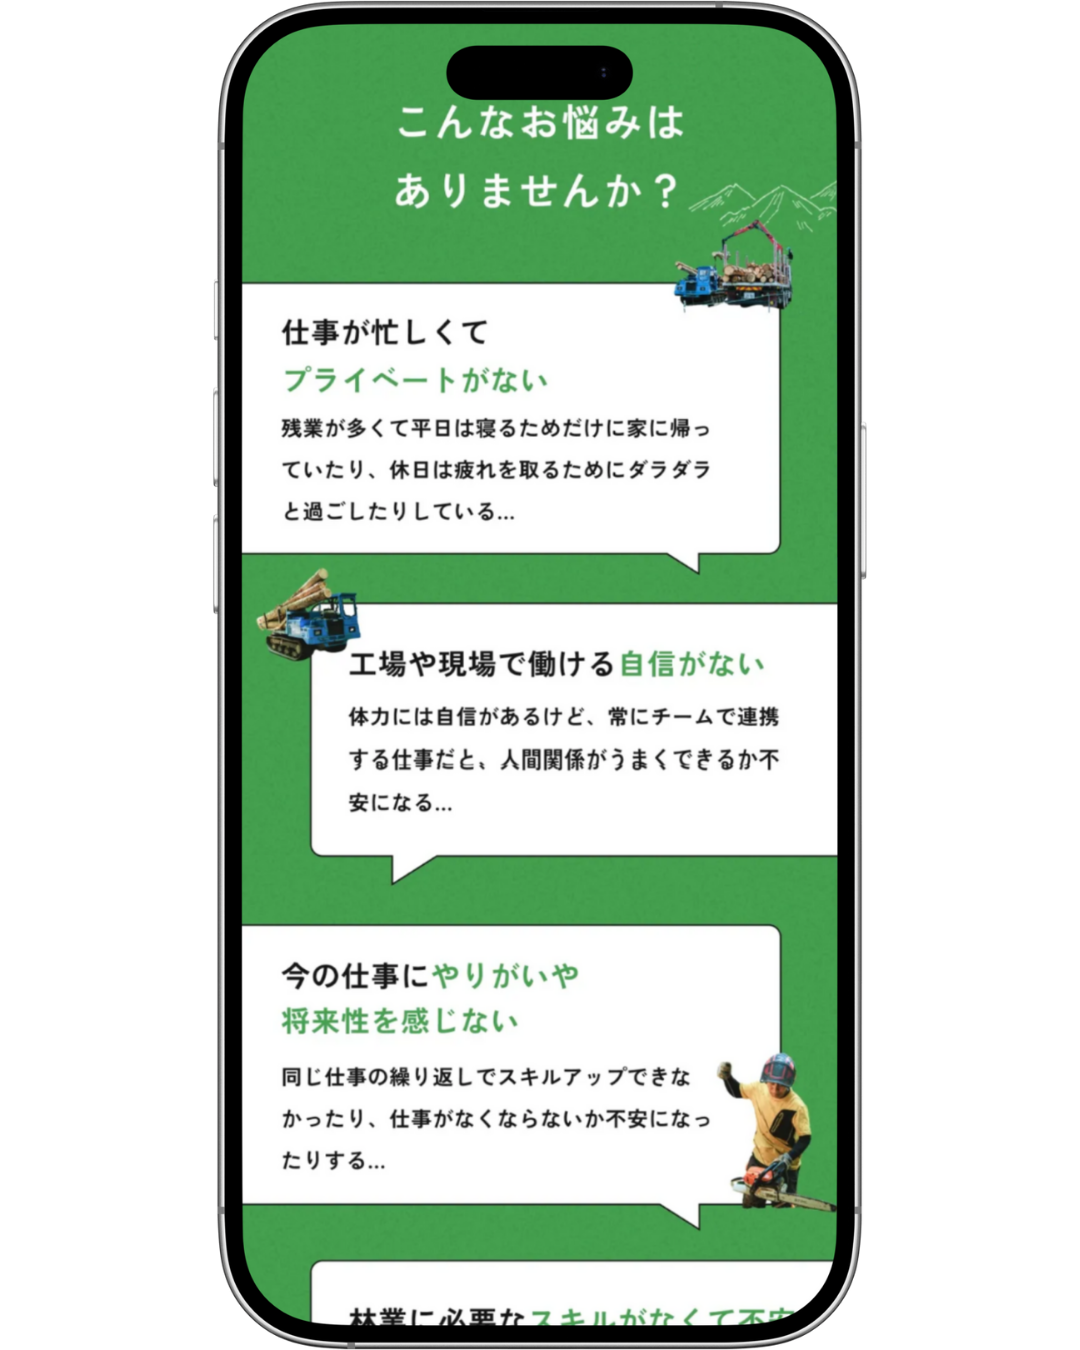 こんなお悩みは
ありませんか？
仕事が忙しくて
プライベートがない
残業が多くて平日は寝るためだけに家に帰っ
ていたり、休日は疲れを取るためにダラダラ
と過ごしたりしている...
工場や現場で働ける自信がない
体力には自信があるけど、常にチームで連携
する仕事だと、人間関係がうまくできるか不
安になる...
今の仕事にやりがいや
将来性を感じない
同じ仕事の繰り返しでスキルアップできな
かったり、仕事がなくならないか不安になっ
たりする...
林業に必要なスキルがなくて不安